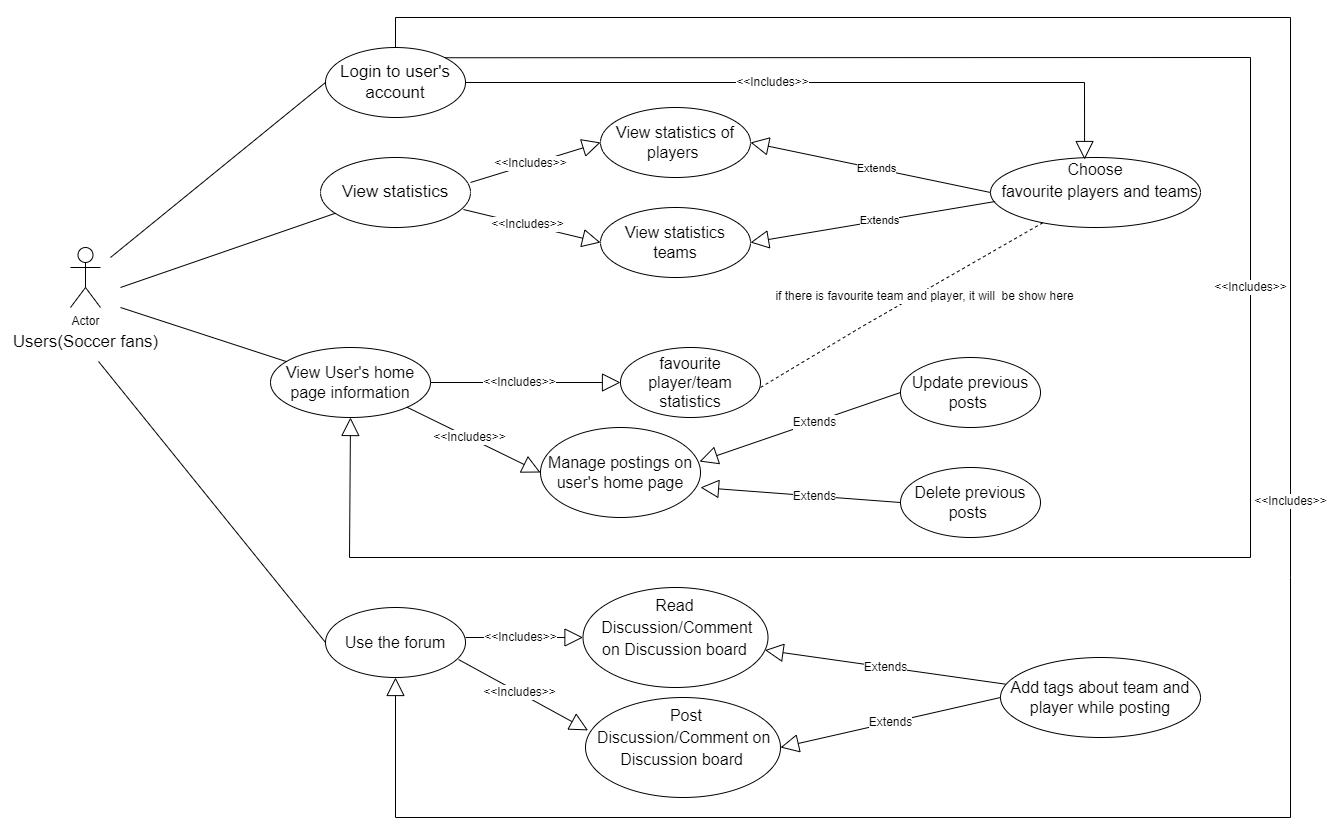 Login to user's
account
<<Includes>>
View statistics of
players
<<Includes>>
Extends
Choose
favourite players and teams
View statistics
<<Includes>>
Extends
View statistics
teams
Actor
Users(Soccer fans)
<<Includes>>
if there is favourite team and player, it will  be show here
View User's home
page information
<<Includes>>
favourite
player/team
statistics
Update previous
posts
<<Includes>>
Extends
Manage postings on
user's home page
Extends
Delete previous
posts
<<Includes>>
Use the forum
<<Includes>>
Read
Discussion/Comment
on Discussion board
Extends
<<Includes>>
Add tags about team and
player while posting
Post
Discussion/Comment on
Discussion board
Extends